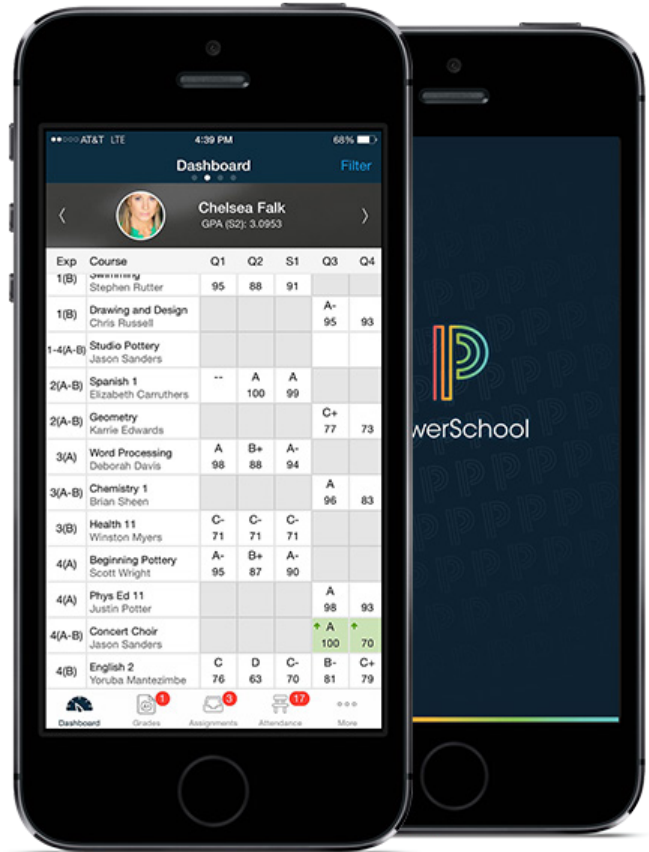 AT&T LTE 4:39 PM 68%
Dashboard Filter
Chelsea Falk
GPA (S2): 3.0953
Exp Course Q1 Q2 S1 Q3 Q4
1(B) Swimming
Stephen Rutter 95 88 91
1(B) Drawing and Design A-
Chris Russell 95 93
1-4(A-B) Studio Pottery
Jason Sanders
2(A-B) Spanish 1 -- A A
Elizabeth Carruthers 100 99
2(A-B) Geometry C+
Karrie Edwards 77 73
3(A) Word Processing A B+ A-
Deborah Davis 98 88 94
3(A-B) Chemistry 1 A
Brian Sheen 96 83
3(B) Health 11 C- C- C-
Winston Myers 71 71 71
4(A) Beginning Pottery A- B+ A-
Scott Wright 95 87 90
4(A) Phys Ed 11 A
Justin Potter 98 93
4(A-B) Concert Choir A
Jason Sanders 100 70
4(B) English 2 C D C- B- C+
Yoruba Mantezimbe 76 63 70 81 79
1 3 17
Dashboard Grades Assignments Attendance More
werSchool